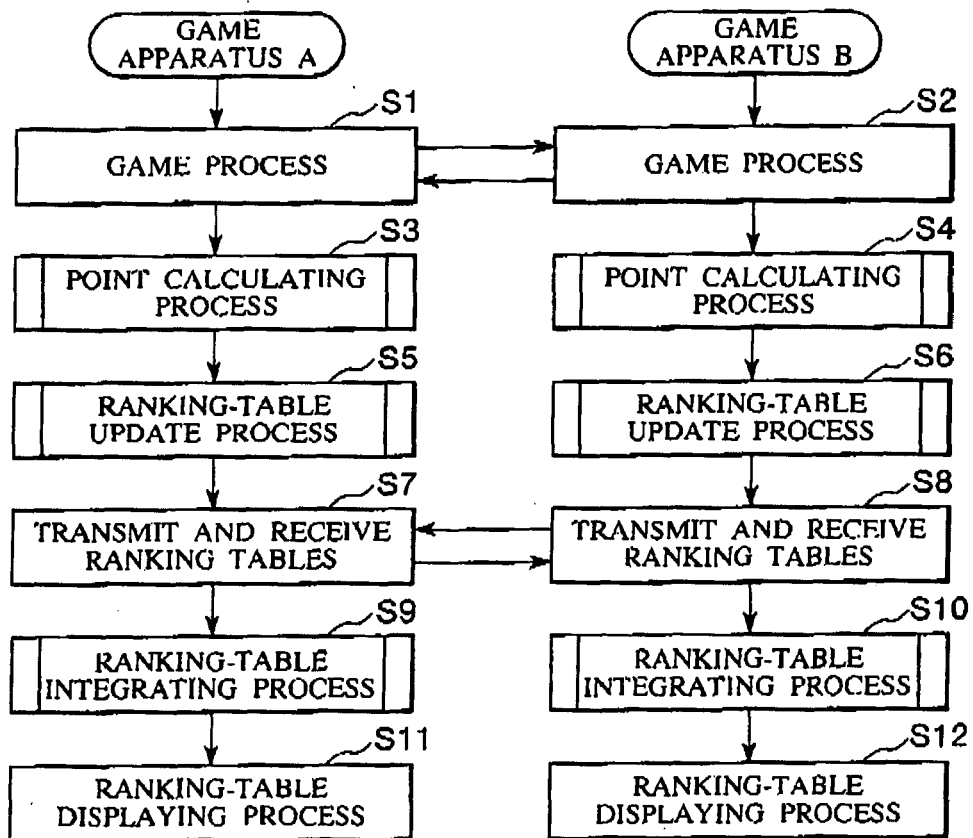 GAME
APPARATUS A
GAME
APPARATUS B
S1
GAME PROCESS
S2
GAME PROCESS
S3
POINT CALCULATING
PROCESS
S4
POINT CALCULATING
PROCESS
S5
RANKING-TABLE
UPDATE PROCESS
S6
RANKING-TABLE
UPDATE PROCESS
S7
TRANSMIT AND RECEIVE
RANKING TABLES
S8
TRANSMIT AND RECEIVE
RANKING TABLES
S9
RANKING-TABLE
INTEGRATING PROCESS
S10
RANKING-TABLE
INTEGRATING PROCESS
S11
RANKING-TABLE
DISPLAYING PROCESS
S12
RANKING-TABLE
DISPLAYING PROCESS